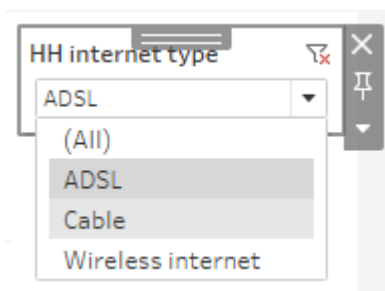 HH internet type
ADSL
(All)
ADSL
Cable
Wireless internet